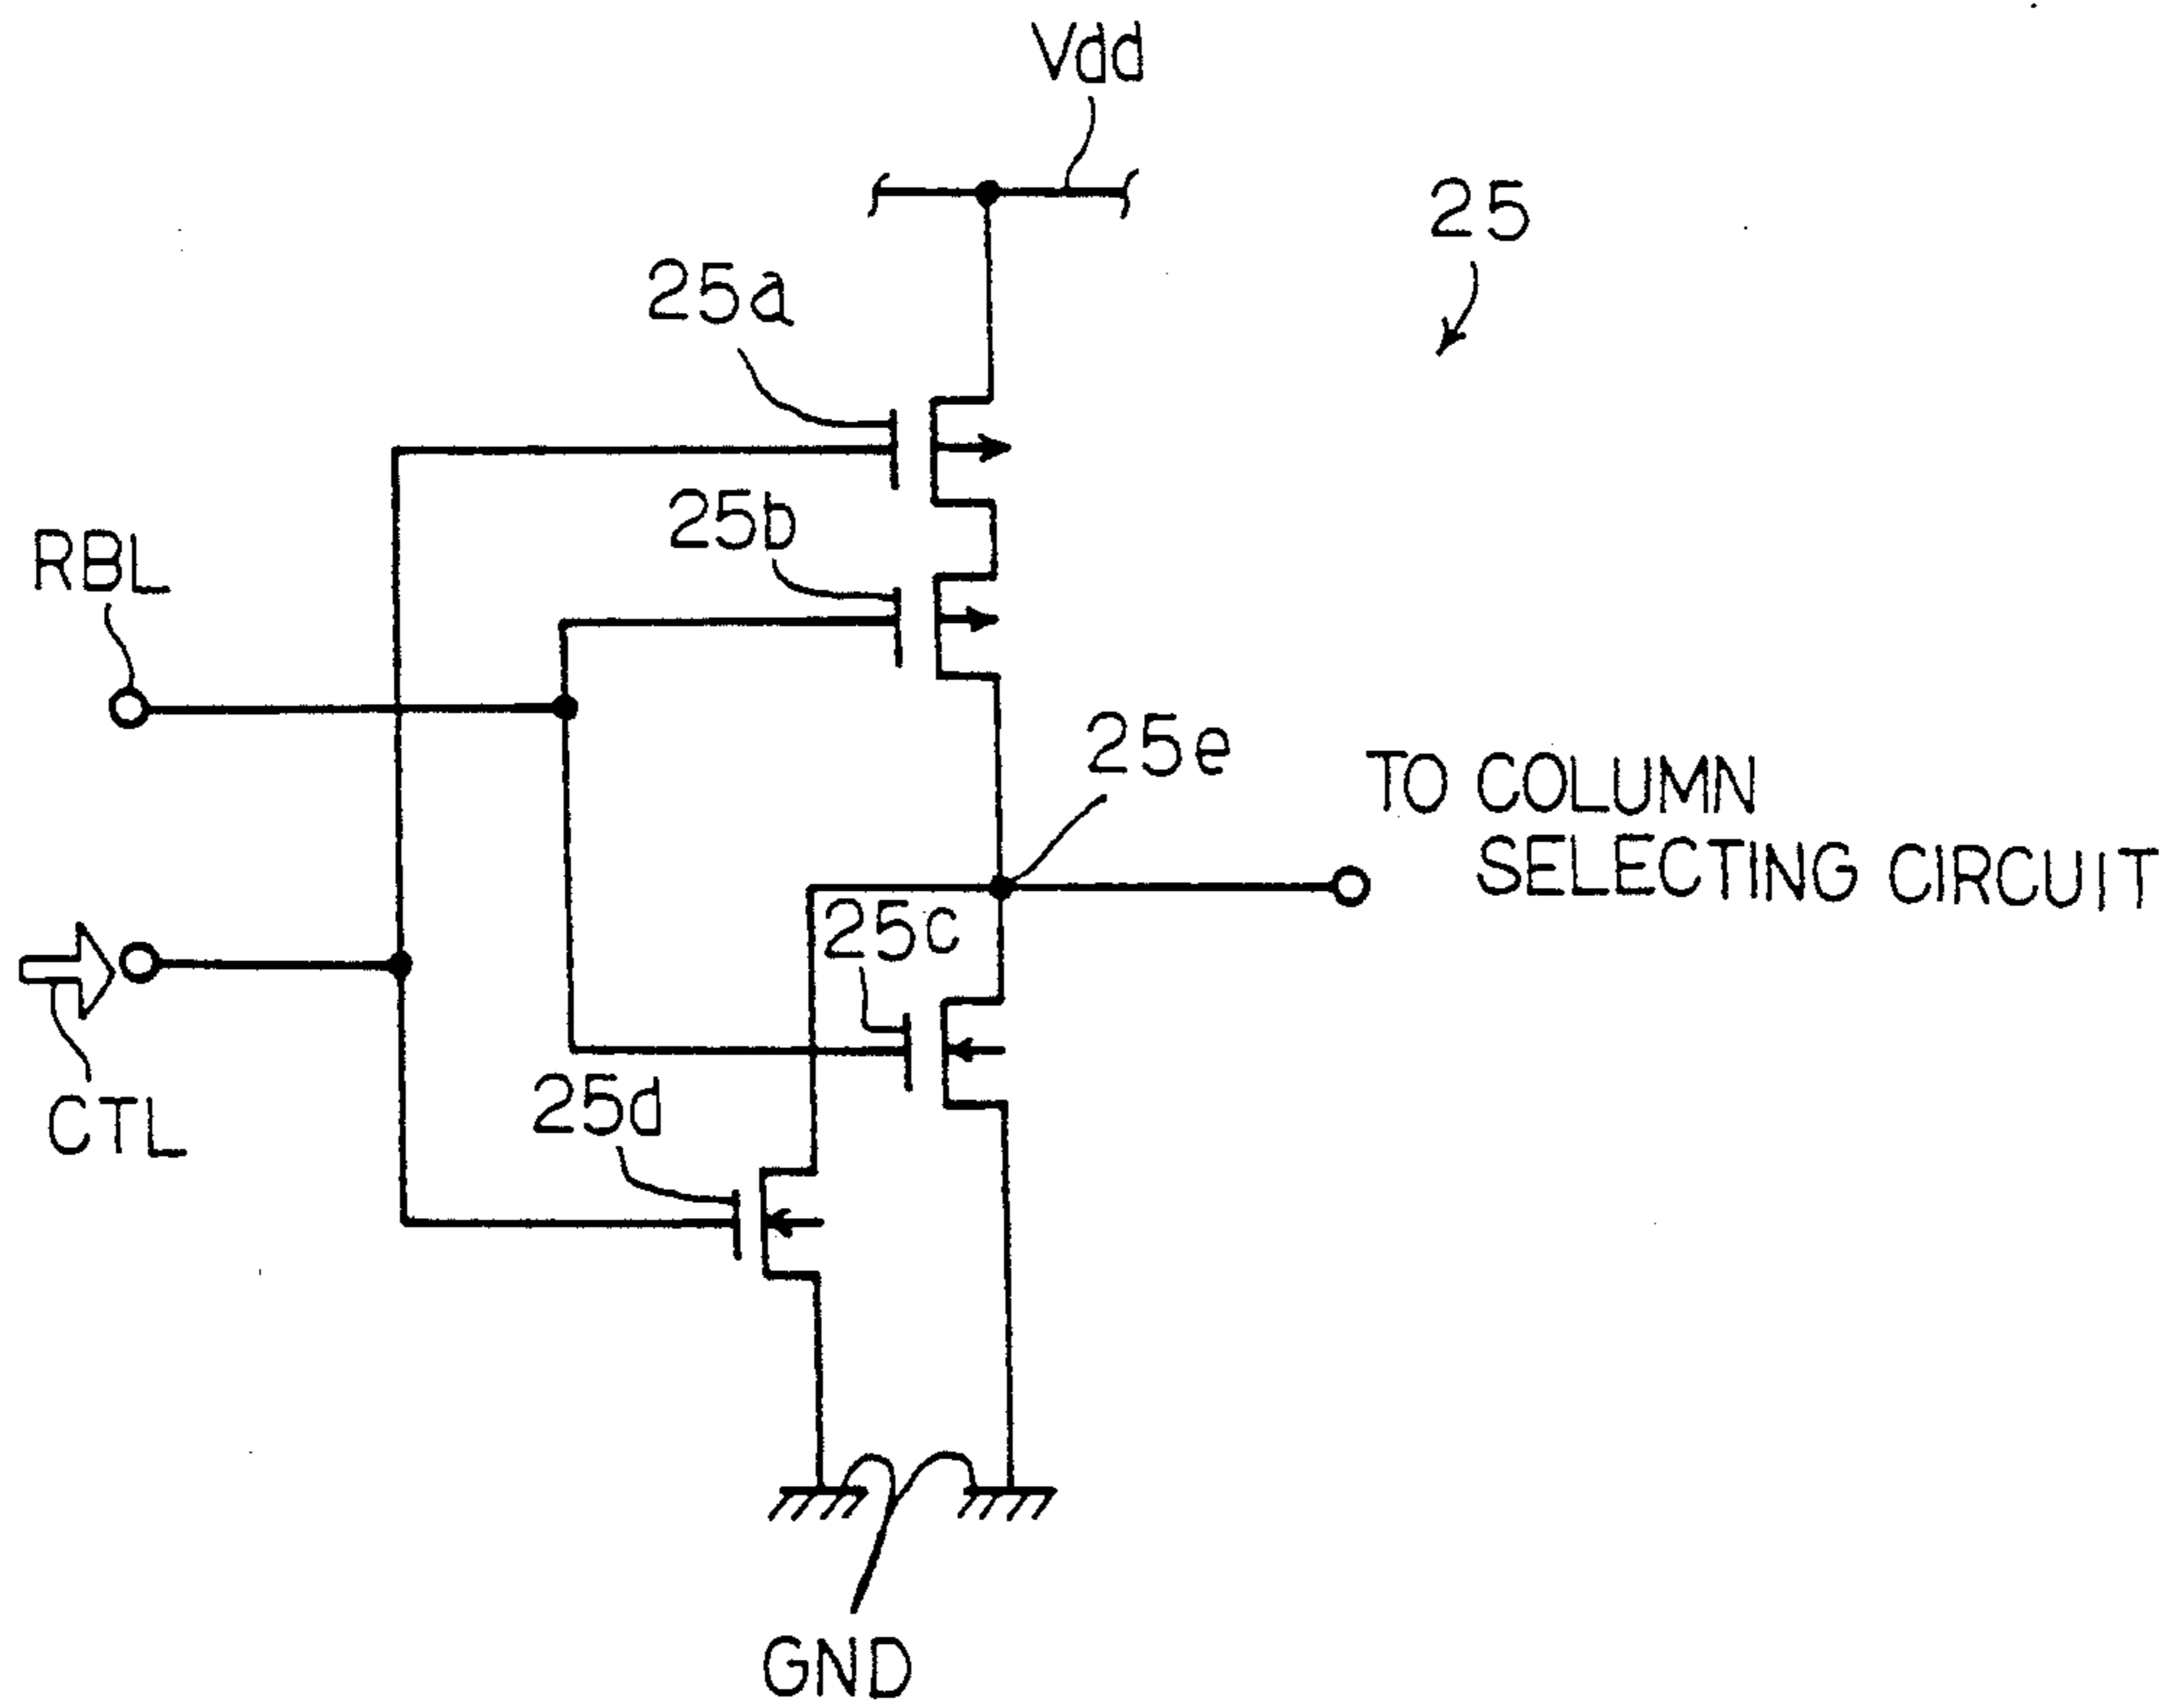 Vdd
25
25a
25b
RBL
25e
TO COLUMN
SELECTING CIRCUIT
25c
25d
CTL
GND